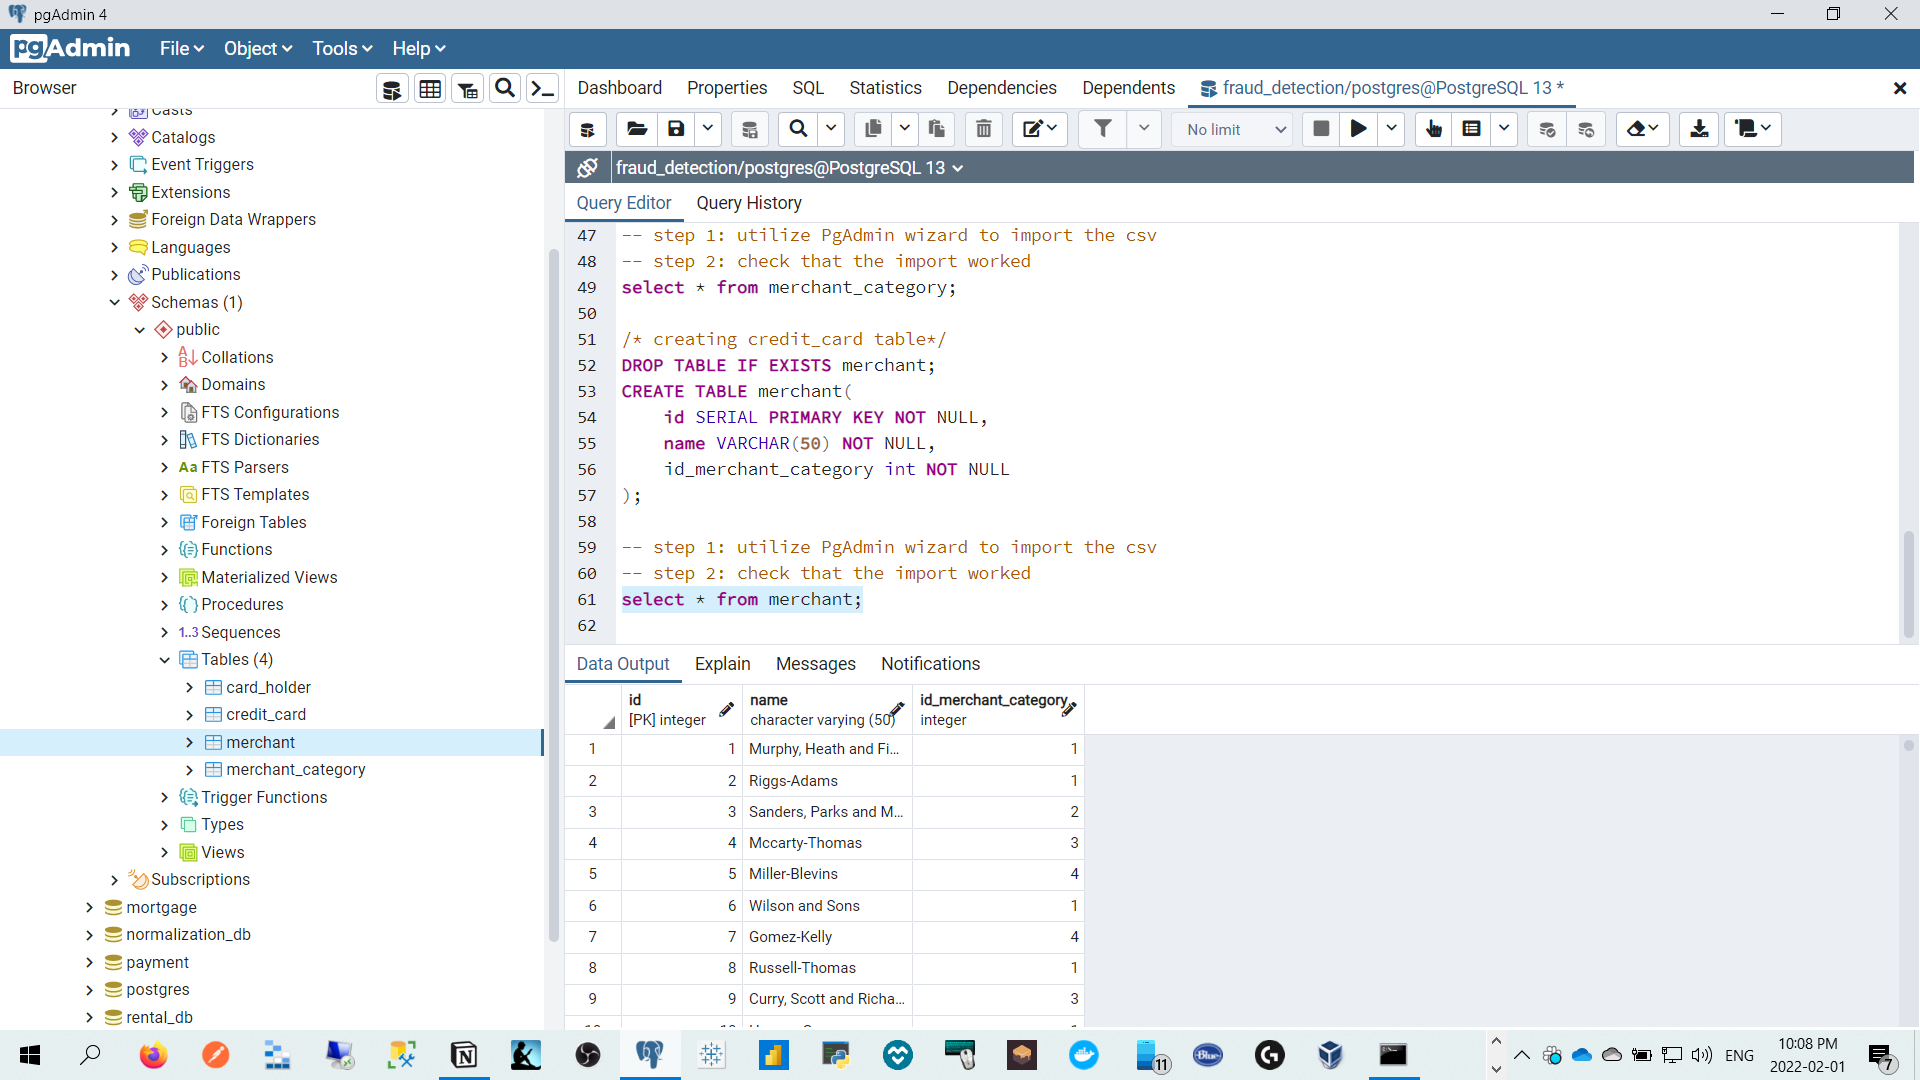 pgAdmin 4
pgAdmin File Object Tools Help
Browser
Dashboard Properties SQL Statistics Dependencies Dependents fraud_detection/postgres@PostgreSQL 13 *
No limit
fraud_detection/postgres@PostgreSQL 13
Query Editor Query History
Casts
Catalogs
Event Triggers
Extensions
Foreign Data Wrappers
Languages
Publications
Schemas (1)
public
Collations
Domains
FTS Configurations
FTS Dictionaries
Aa FTS Parsers
FTS Templates
Foreign Tables
Functions
Materialized Views
Procedures
1..3 Sequences
Tables (4)
card_holder
credit_card
merchant
merchant_category
Trigger Functions
Types
Views
Subscriptions
mortgage
normalization_db
payment
postgres
rental_db
47 -- step 1: utilize PgAdmin wizard to import the csv
48 -- step 2: check that the import worked
49 select * from merchant_category;
50
51 /* creating credit_card table*/
52 DROP TABLE IF EXISTS merchant;
53 CREATE TABLE merchant(
54 id SERIAL PRIMARY KEY NOT NULL,
55 name VARCHAR(50) NOT NULL,
56 id_merchant_category int NOT NULL
57 );
58
59 -- step 1: utilize PgAdmin wizard to import the csv
60 -- step 2: check that the import worked
61 select * from merchant;
62
Data Output Explain Messages Notifications
id name id_merchant_category
[PK] integer character varying (50) integer
1 1 Murphy, Heath and Fi... 1
2 2 Riggs-Adams 1
3 3 Sanders, Parks and M... 2
4 4 Mccarty-Thomas 3
5 5 Miller-Blevins 4
6 6 Wilson and Sons 1
7 7 Gomez-Kelly 4
8 8 Russell-Thomas 1
9 9 Curry, Scott and Richa... 3
11
Blue
ENG
10:08 PM
2022-02-01
7